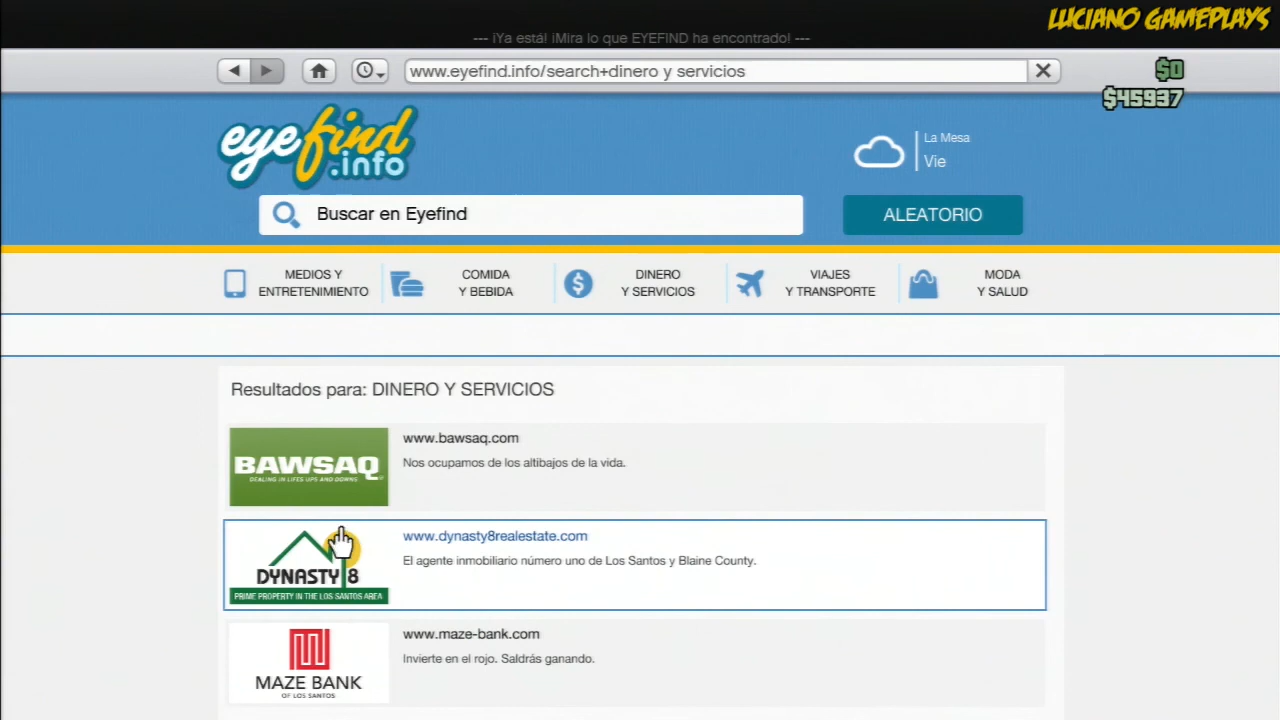 LUCIANO GAMEPLAYS
--- ¡Ya está! ¡Mira lo que EYEFIND ha encontrado! ---
www.eyefind.info/search+dinero y servicios
$0
$45937
eyefind
.info
La Mesa
Vie
Buscar en Eyefind
ALEATORIO
MEDIOS Y
ENTRETENIMIENTO
COMIDA
Y BEBIDA
DINERO
Y SERVICIOS
VIAJES
Y TRANSPORTE
MODA
Y SALUD
Resultados para: DINERO Y SERVICIOS
BAWSAQ
DEALING IN LIFES UPS AND DOWNS
www.bawsaq.com
Nos ocupamos de los altibajos de la vida.
DYNASTY 8
PRIME PROPERTY IN THE LOS SANTOS AREA
www.dynasty8realestate.com
El agente inmobiliario número uno de Los Santos y Blaine County.
MAZE BANK
OF LOS SANTOS
www.maze-bank.com
Invierte en el rojo. Saldrás ganando.